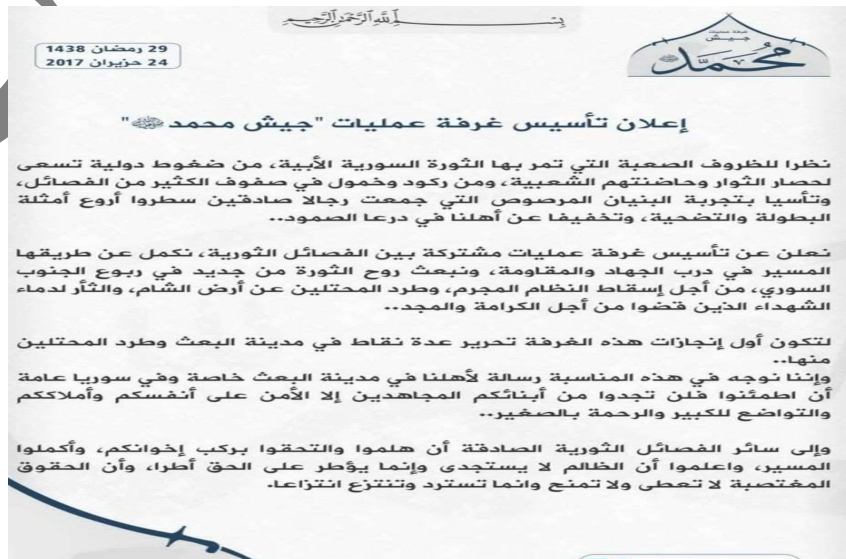 بسم الله الرحمن الرحيم
غرفة عمليات
جيش
محمد ﷺ
29 رمضان 1438
24 حزيران 2017
إعلان تأسيس غرفة عمليات "جيش محمد ﷺ"
نظرا للظروف الصعبة التي تمر بها الثورة السورية الأبية، من ضغوط دولية تسعى
لحصار الثوار وحاضنتهم الشعبية، ومن ركود وخمول في صفوف الكثير من الفصائل،
وتأسيا بتجربة البنيان المرصوص التي جمعت رجالا صادقين سطروا أروع أمثلة
البطولة والتضحية، وتخفيفا عن أهلنا في درعا الصمود..
نعلن عن تأسيس غرفة عمليات مشتركة بين الفصائل الثورية، نكمل عن طريقها
المسير في درب الجهاد والمقاومة، ونبعث روح الثورة من جديد في ربوع الجنوب
السوري، من أجل إسقاط النظام المجرم، وطرد المحتلين عن أرض الشام، والثأر لدماء
الشهداء الذين قضوا من أجل الكرامة والمجد..
لتكون أول إنجازات هذه الغرفة تحرير عدة نقاط في مدينة البعث وطرد المحتلين
منها..
وإننا نوجه في هذه المناسبة رسالة لأهلنا في مدينة البعث خاصة وفي سوريا عامة
أن اطمئنوا فلن تجدوا من أبنائكم المجاهدين إلا الأمن على أنفسكم وأملاككم
والتواضع للكبير والرحمة بالصغير..
وإلى سائر الفصائل الثورية الصادقة أن هلموا والتحقوا بركب إخوانكم، وأكملوا
المسير، واعلموا أن الظالم لا يستجدى وإنما يؤطر على الحق أطرا، وأن الحقوق
المغتصبة لا تعطى ولا تمنح وانما تسترد وتنتزع انتزاعا.